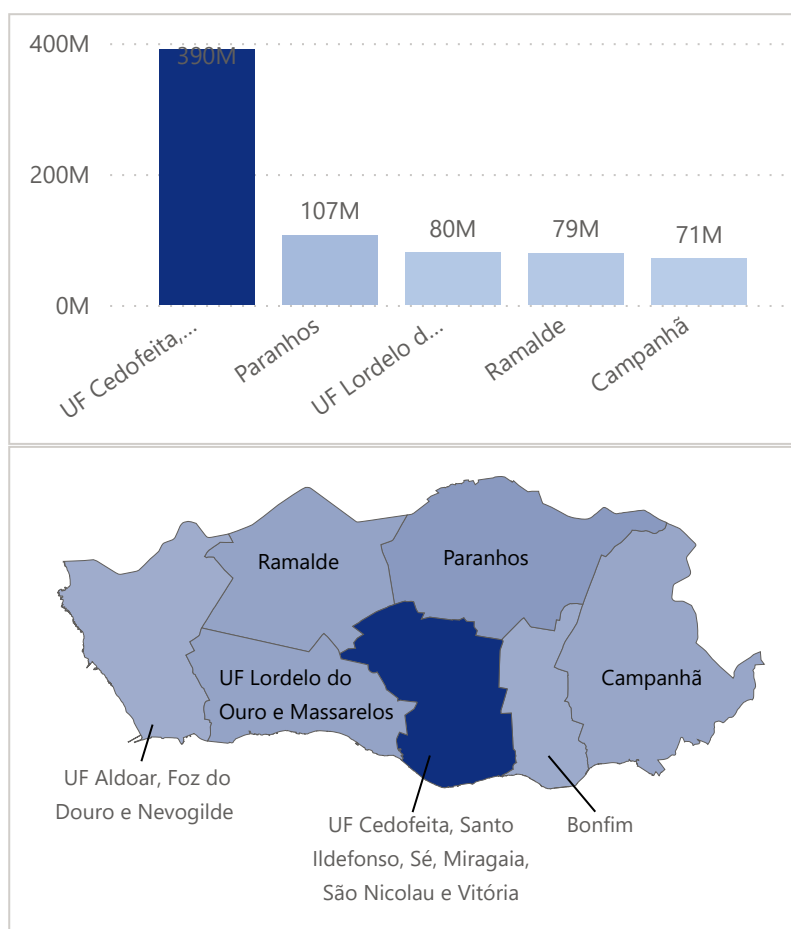 400M
390M
200M
107M
80M
79M
71M
0M
UF Cedofeita,...
Paranhos
UF Lordelo d...
Ramalde
Campanhã
Ramalde
Paranhos
UF Lordelo do
Ouro e Massarelos
Campanhã
UF Aldoar, Foz do
Douro e Nevogilde
UF Cedofeita, Santo
Ildefonso, Sé, Miragaia,
São Nicolau e Vitória
Bonfim